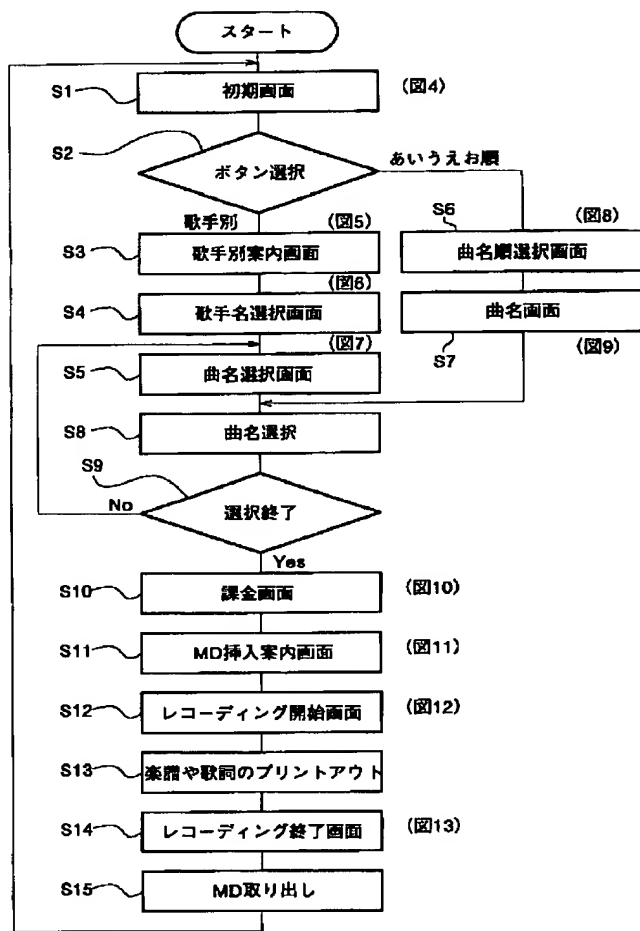 スタート
S1
初期画面
(図4)
S2
ボタン選択
あいうえお順
歌手別
(図5)
S3
歌手別案内画面
S6
(図8)
曲名順選択画面
(図6)
S4
歌手名選択画面
曲名画面
S7
(図9)
(図7)
S5
曲名選択画面
S8
曲名選択
S9
No
選択終了
Yes
S10
課金画面
(図10)
S11
MD挿入案内画面
(図11)
S12
レコーディング開始画面
(図12)
S13
楽譜や歌詞のプリントアウト
S14
レコーディング終了画面
(図13)
S15
MD取り出し